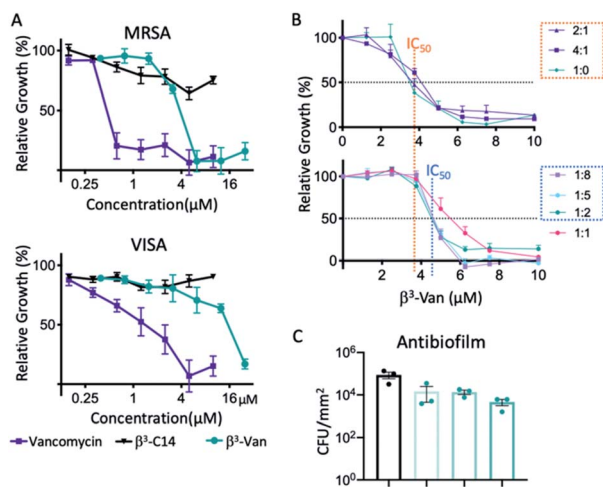 A
MRSA
Relative Growth (%)
100
50
0.25 1 4 16
Concentration(μM)
VISA
Relative Growth (%)
100
50
0.25 1 4 16 μM
Concentration(μM)
Vancomycin β³-C14 β³-Van
B
Relative Growth (%)
100
50
0
0 2 4 6 8 10
IC₅₀
2:1
4:1
1:0
Relative Growth (%)
100
50
0
0 2 4 6 8 10
IC₅₀
1:8
1:5
1:2
1:1
β³-Van (μM)
C
Antibiofilm
CFU/mm²
10⁶
10⁴
10²
10⁰